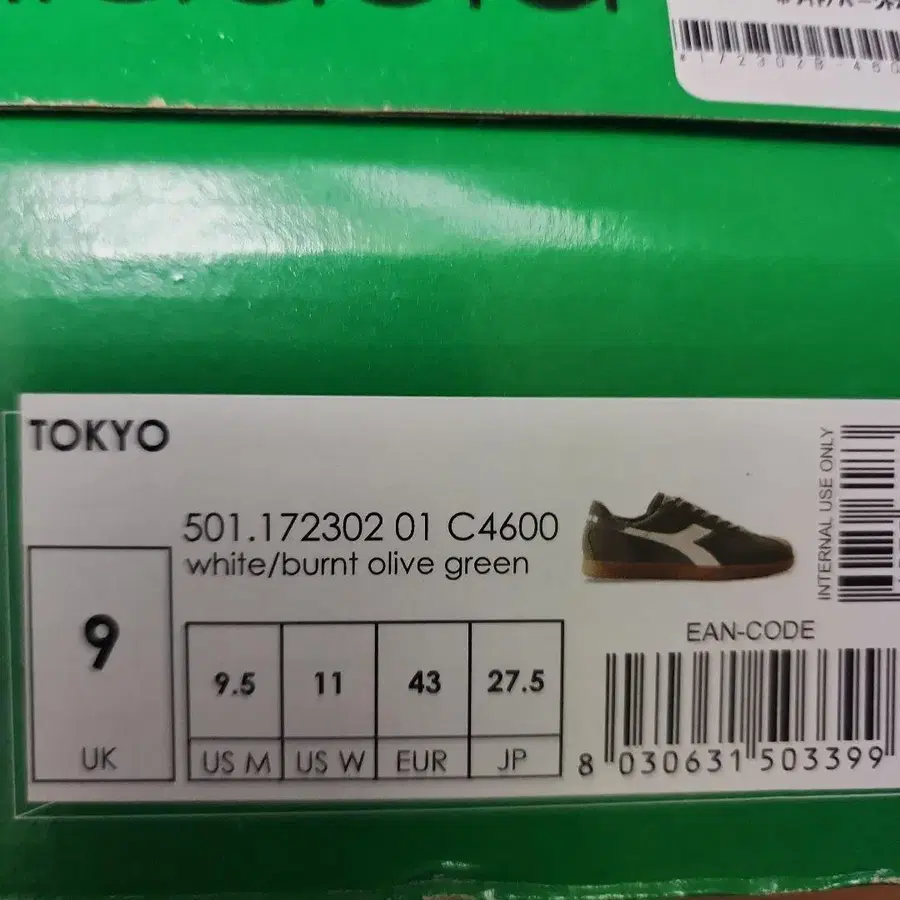 TOKYO
501.172302 01 C4600
white/burnt olive green
9
UK
9.5 11 43 27.5
US M US W EUR JP
INTERNAL USE ONLY
EAN-CODE
8 030631 503399